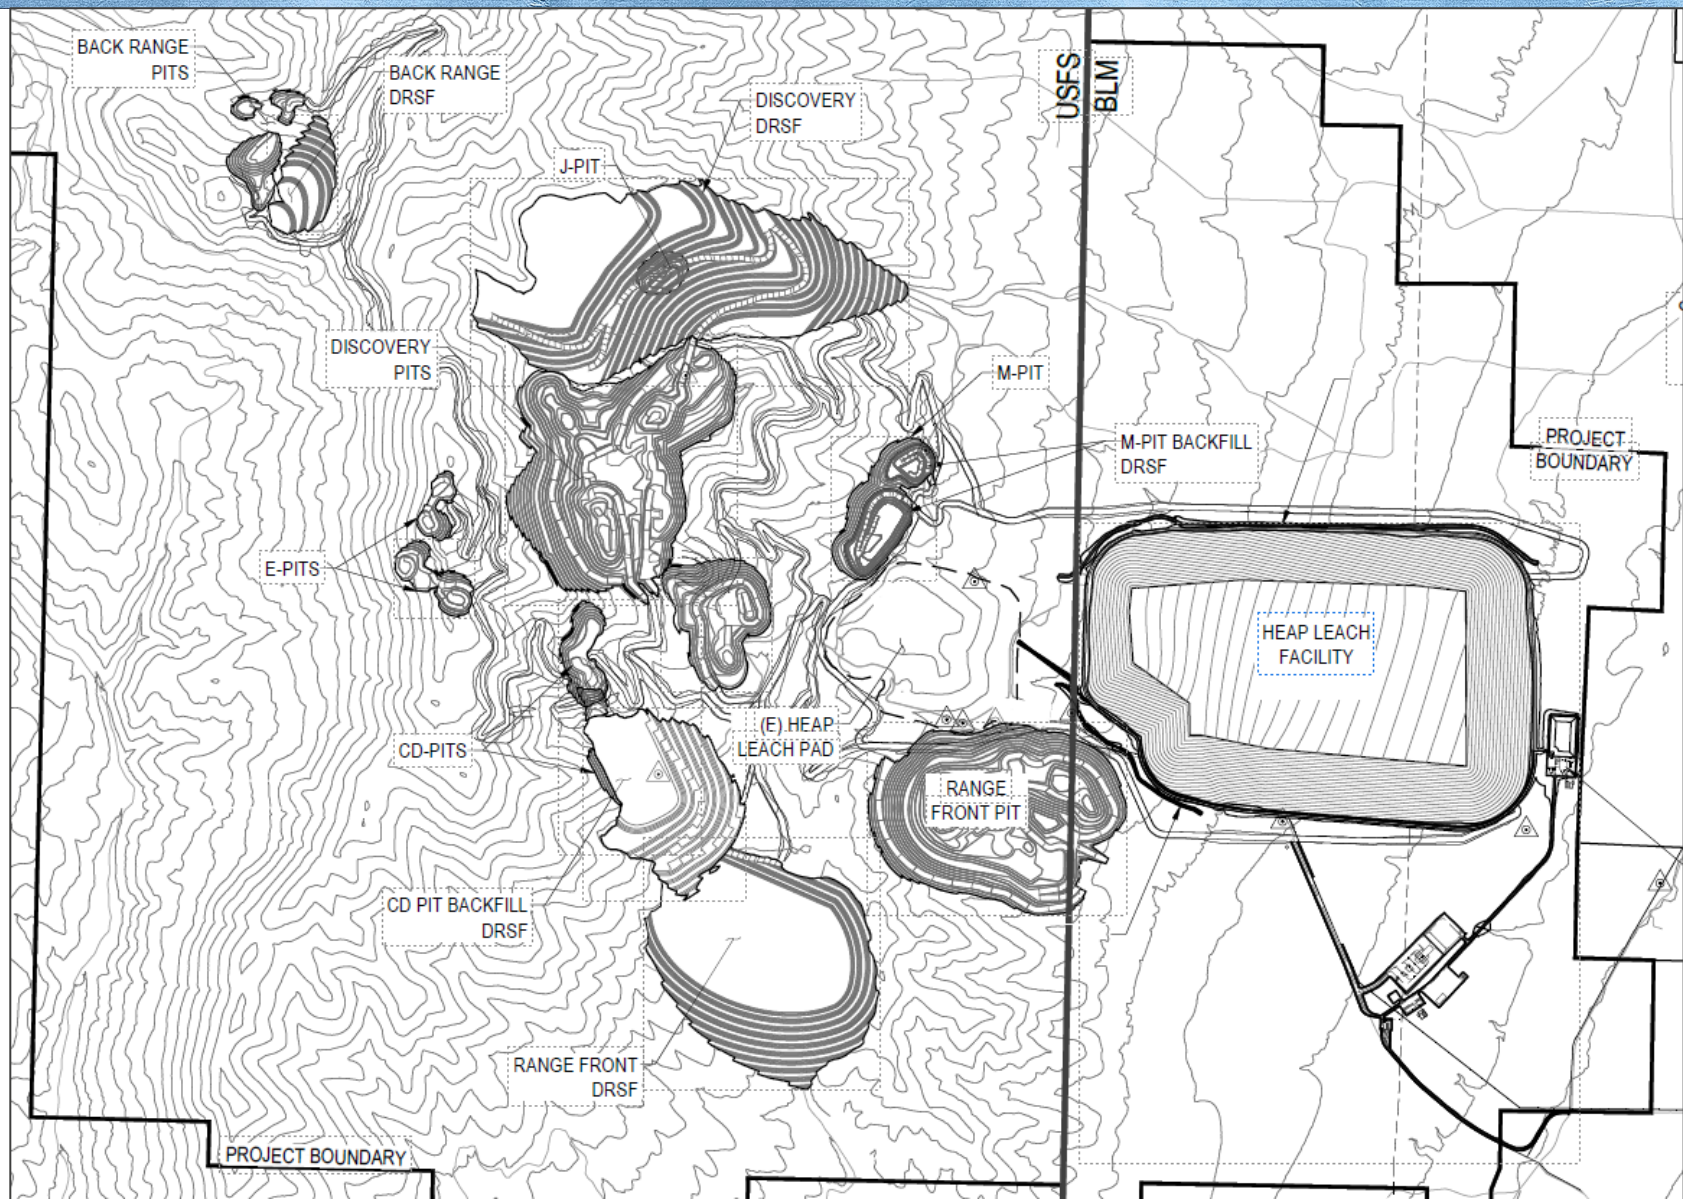 BACK RANGE
PITS
BACK RANGE
DRSF
DISCOVERY
DRSF
USFS
BLM
J-PIT
DISCOVERY
PITS
M-PIT
M-PIT BACKFILL
DRSF
PROJECT
BOUNDARY
E-PITS
HEAP LEACH
FACILITY
(E) HEAP
LEACH PAD
CD-PITS
RANGE
FRONT PIT
CD PIT BACKFILL
DRSF
RANGE FRONT
DRSF
PROJECT BOUNDARY